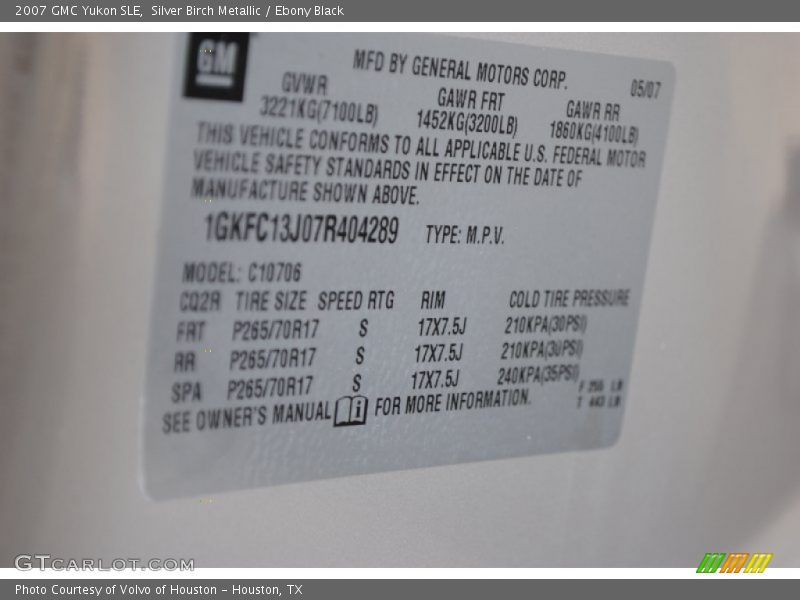 2007 GMC Yukon SLE, Silver Birch Metallic / Ebony Black
GM
MFD BY GENERAL MOTORS CORP. 05/07
GVWR GAWR FRT GAWR RR
3221KG(7100LB) 1452KG(3200LB) 1860KG(4100LB)
THIS VEHICLE CONFORMS TO ALL APPLICABLE U.S. FEDERAL MOTOR
VEHICLE SAFETY STANDARDS IN EFFECT ON THE DATE OF
MANUFACTURE SHOWN ABOVE.
1GKFC13J07R404289 TYPE: M.P.V.
MODEL: C10706
CQ2R TIRE SIZE SPEED RTG RIM COLD TIRE PRESSURE
FRT P265/70R17 S 17X7.5J 210KPA(30PSI)
RR P265/70R17 S 17X7.5J 210KPA(30PSI)
SPA P265/70R17 S 17X7.5J 240KPA(35PSI)
SEE OWNER'S MANUAL i FOR MORE INFORMATION.
LB
T 443 LB
GTCARLOT.COM
Photo Courtesy of Volvo of Houston - Houston, TX